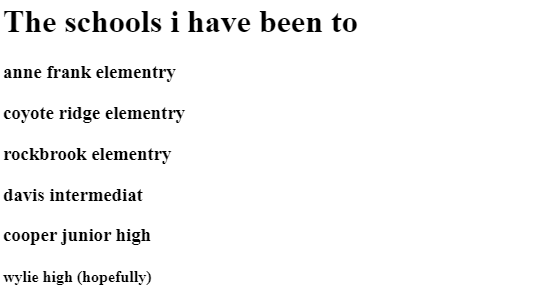 The schools i have been to
anne frank elementry
coyote ridge elementry
rockbrook elementry
davis intermediat
cooper junior high
wylie high (hopefully)